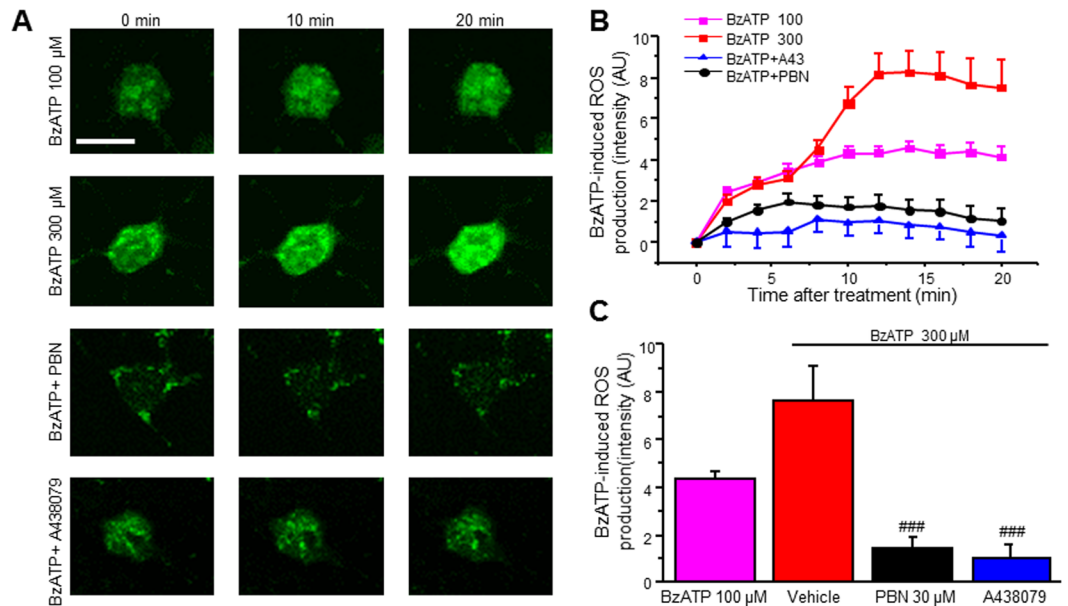 A
0 min
10 min
20 min
BzATP 100 µM
BzATP 300 µM
BzATP+ PBN
BzATP+ A438079
B
BzATP 100
BzATP 300
BzATP+A43
BzATP+PBN
BzATP-induced ROS
production (intensity (AU)
10
8
6
4
2
0
0
5
10
15
20
Time after treatment (min)
C
BzATP 300 µM
BzATP-induced ROS
production(intensity (AU)
10
8
6
4
2
0
###
###
BzATP 100 µM
Vehicle
PBN 30 µM
A438079